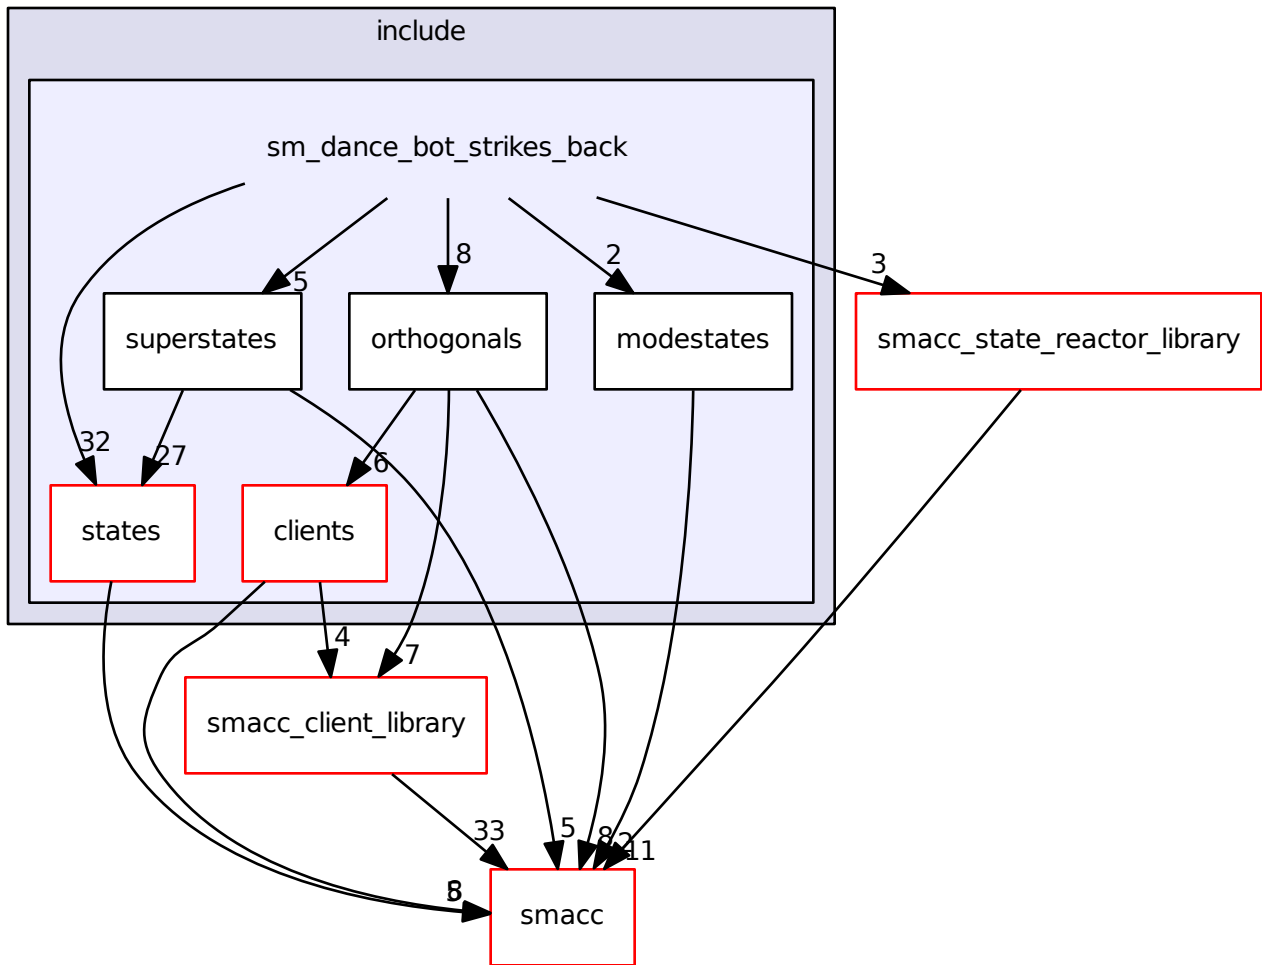 include
sm_dance_bot_strikes_back
8
2
3
5
superstates
orthogonals
modestates
smacc_state_reactor_library
32
27
6
states
clients
4
7
smacc_client_library
33
5
8
2
11
smacc